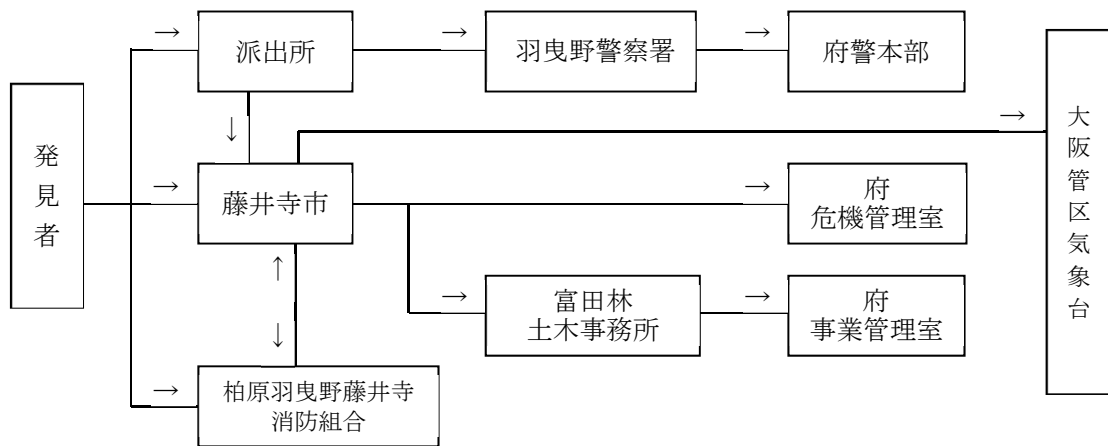 発見者
→
派出所
→
羽曳野警察署
→
府警本部
↓
→
大阪管区気象台
→
藤井寺市
→
府
危機管理室
↑
↓
→
富田林
土木事務所
→
府
事業管理室
→
柏原羽曳野藤井寺
消防組合